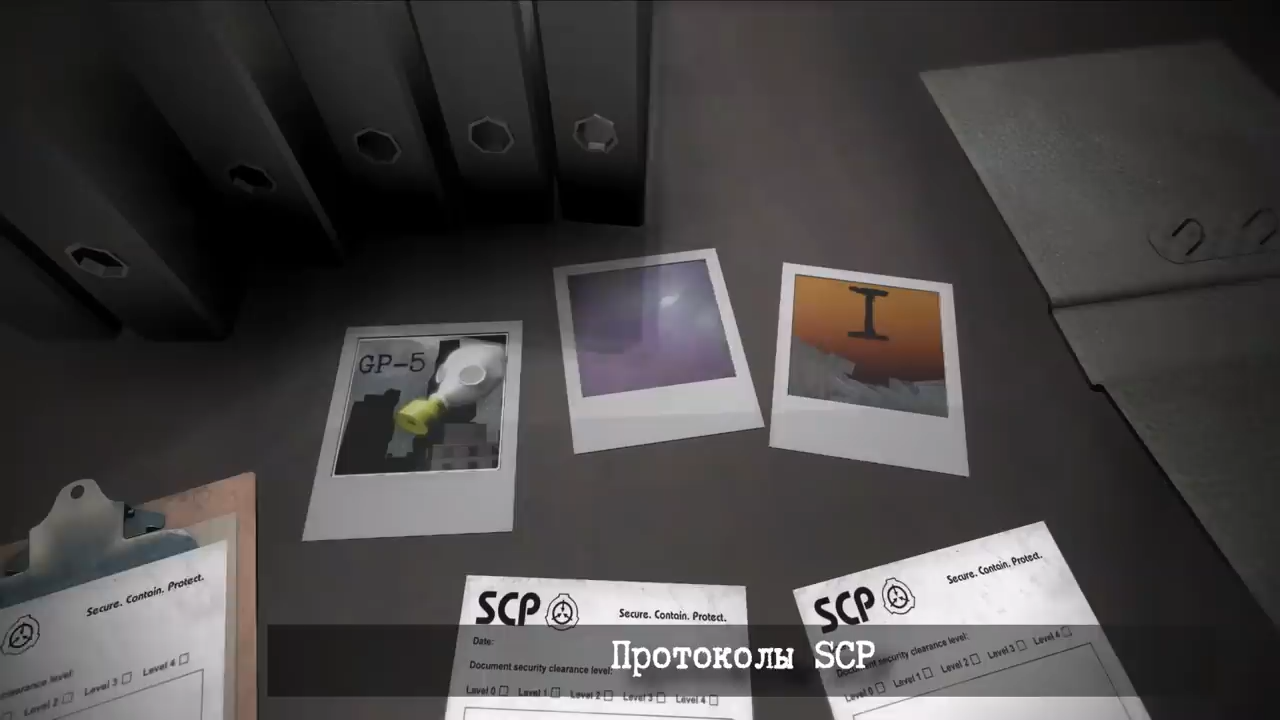 GP-5
I
Secure. Contain. Protect.
Level 2
Level 3
Level 4
SCP
Secure. Contain. Protect.
Date:
Document security clearance level:
Level 0
Level 1
Level 2
Level 3
Level 4
SCP
Secure. Contain. Protect.
clearance level:
Level 0
Level 1
Level 2
Level 3
Level 4
Протоколы SCP